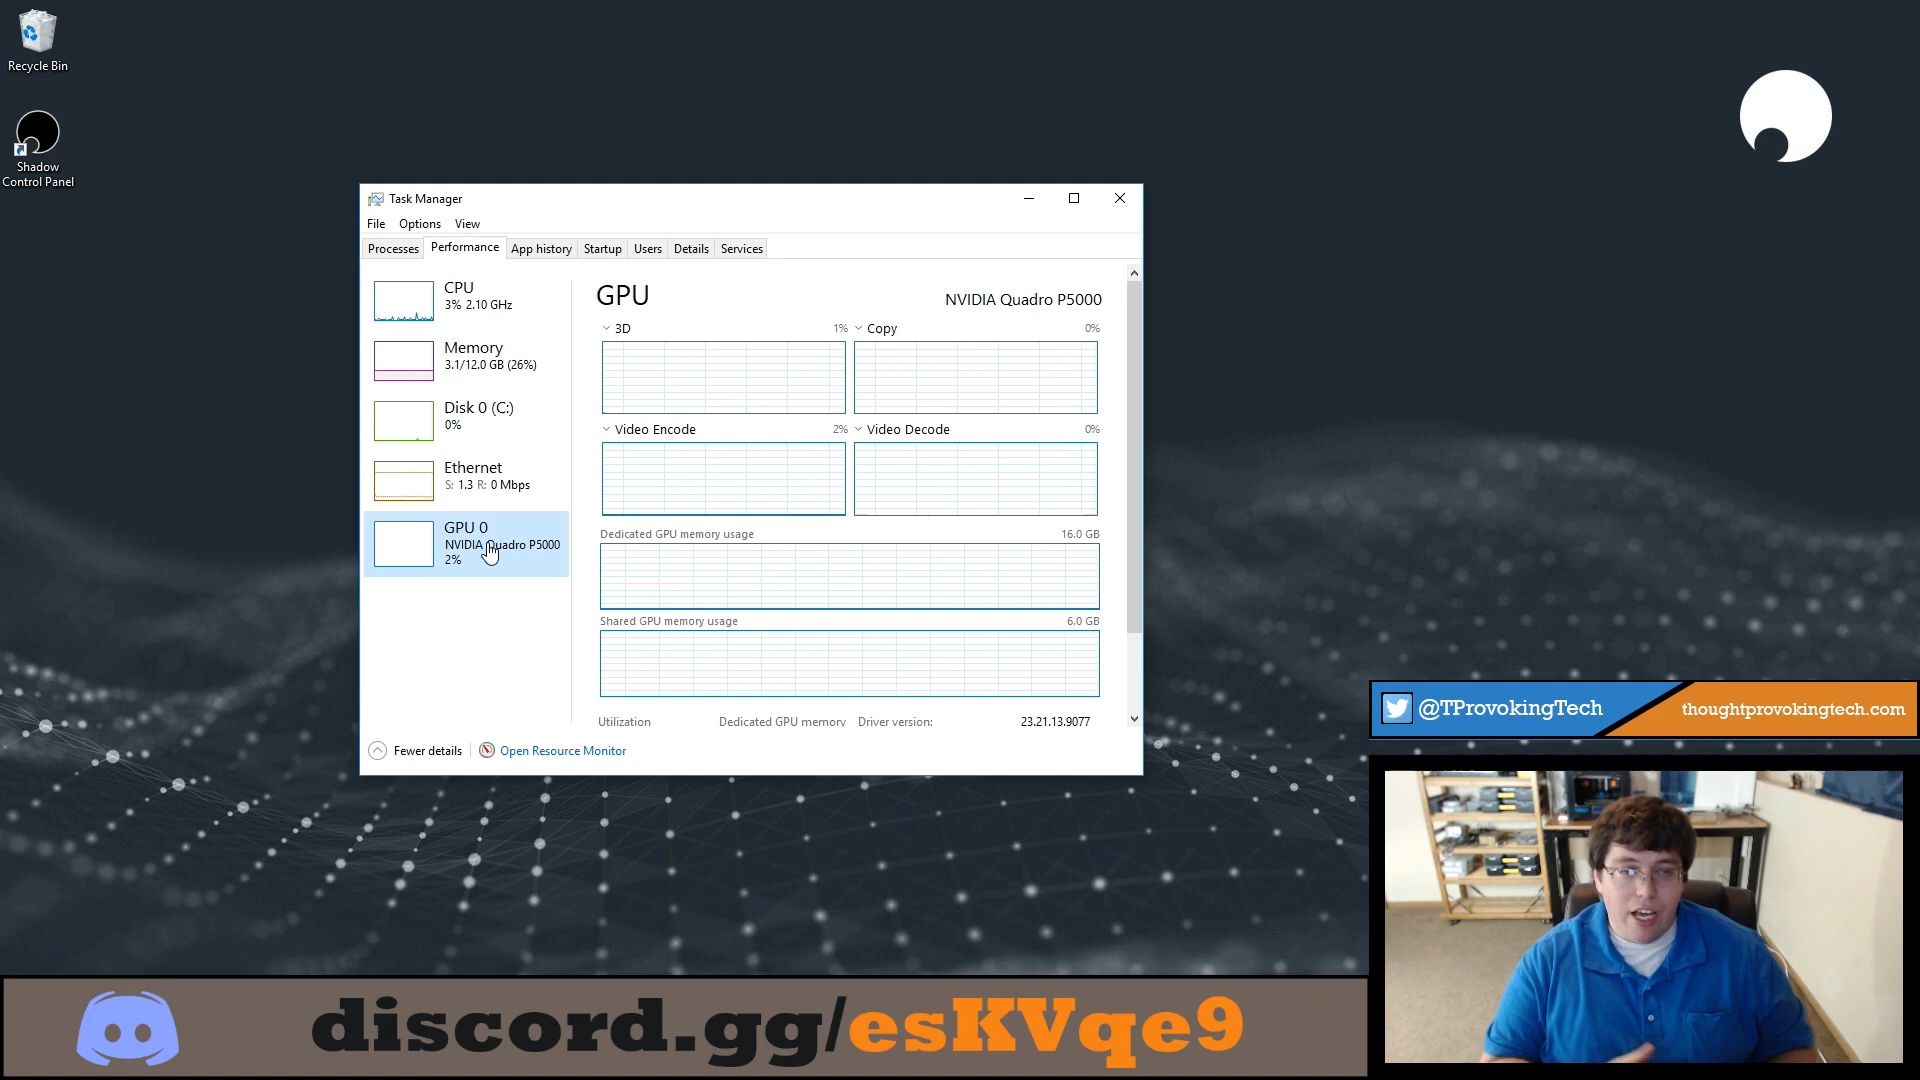 Recycle Bin
Shadow
Control Panel
Task Manager
File Options View
Processes Performance App history Startup Users Details Services
CPU
3% 2.10 GHz
Memory
3.1/12.0 GB (26%)
Disk 0 (C:)
0%
Ethernet
S: 1.3 R: 0 Mbps
GPU 0
NVIDIA Quadro P5000
2%
GPU NVIDIA Quadro P5000
3D 1% Copy 0%
Video Encode 2% Video Decode 0%
Dedicated GPU memory usage 16.0 GB
Shared GPU memory usage 6.0 GB
Utilization Dedicated GPU memory Driver version: 23.21.13.9077
Fewer details Open Resource Monitor
@TProvokingTech thoughtprovokingtech.com
discord.gg/esKVqe9